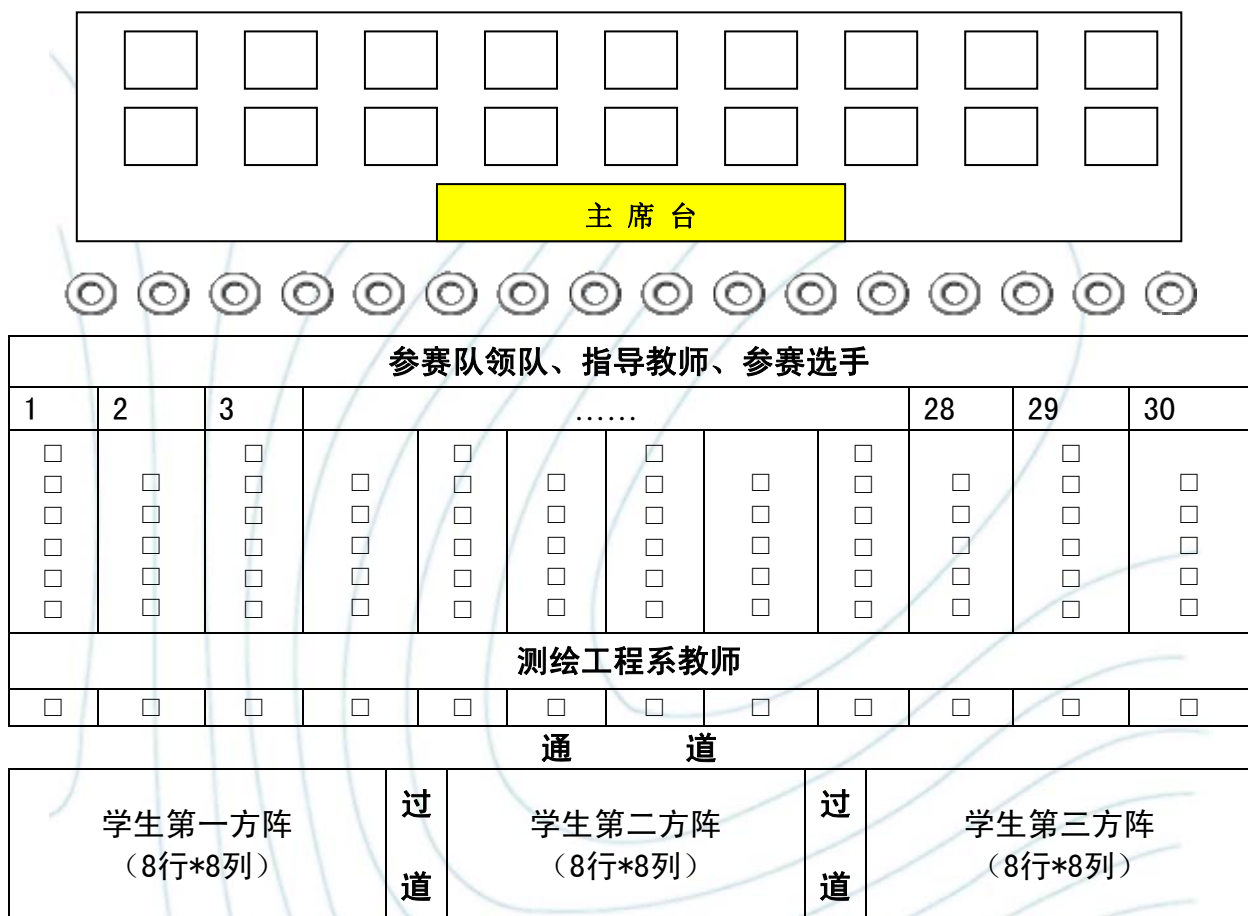 主 席 台
参赛队领队、指导教师、参赛选手
1 2 3 ...... 28 29 30
测绘工程系教师
通 道
学生第一方阵
（8行*8列）
过
道
学生第二方阵
（8行*8列）
过
道
学生第三方阵
（8行*8列）